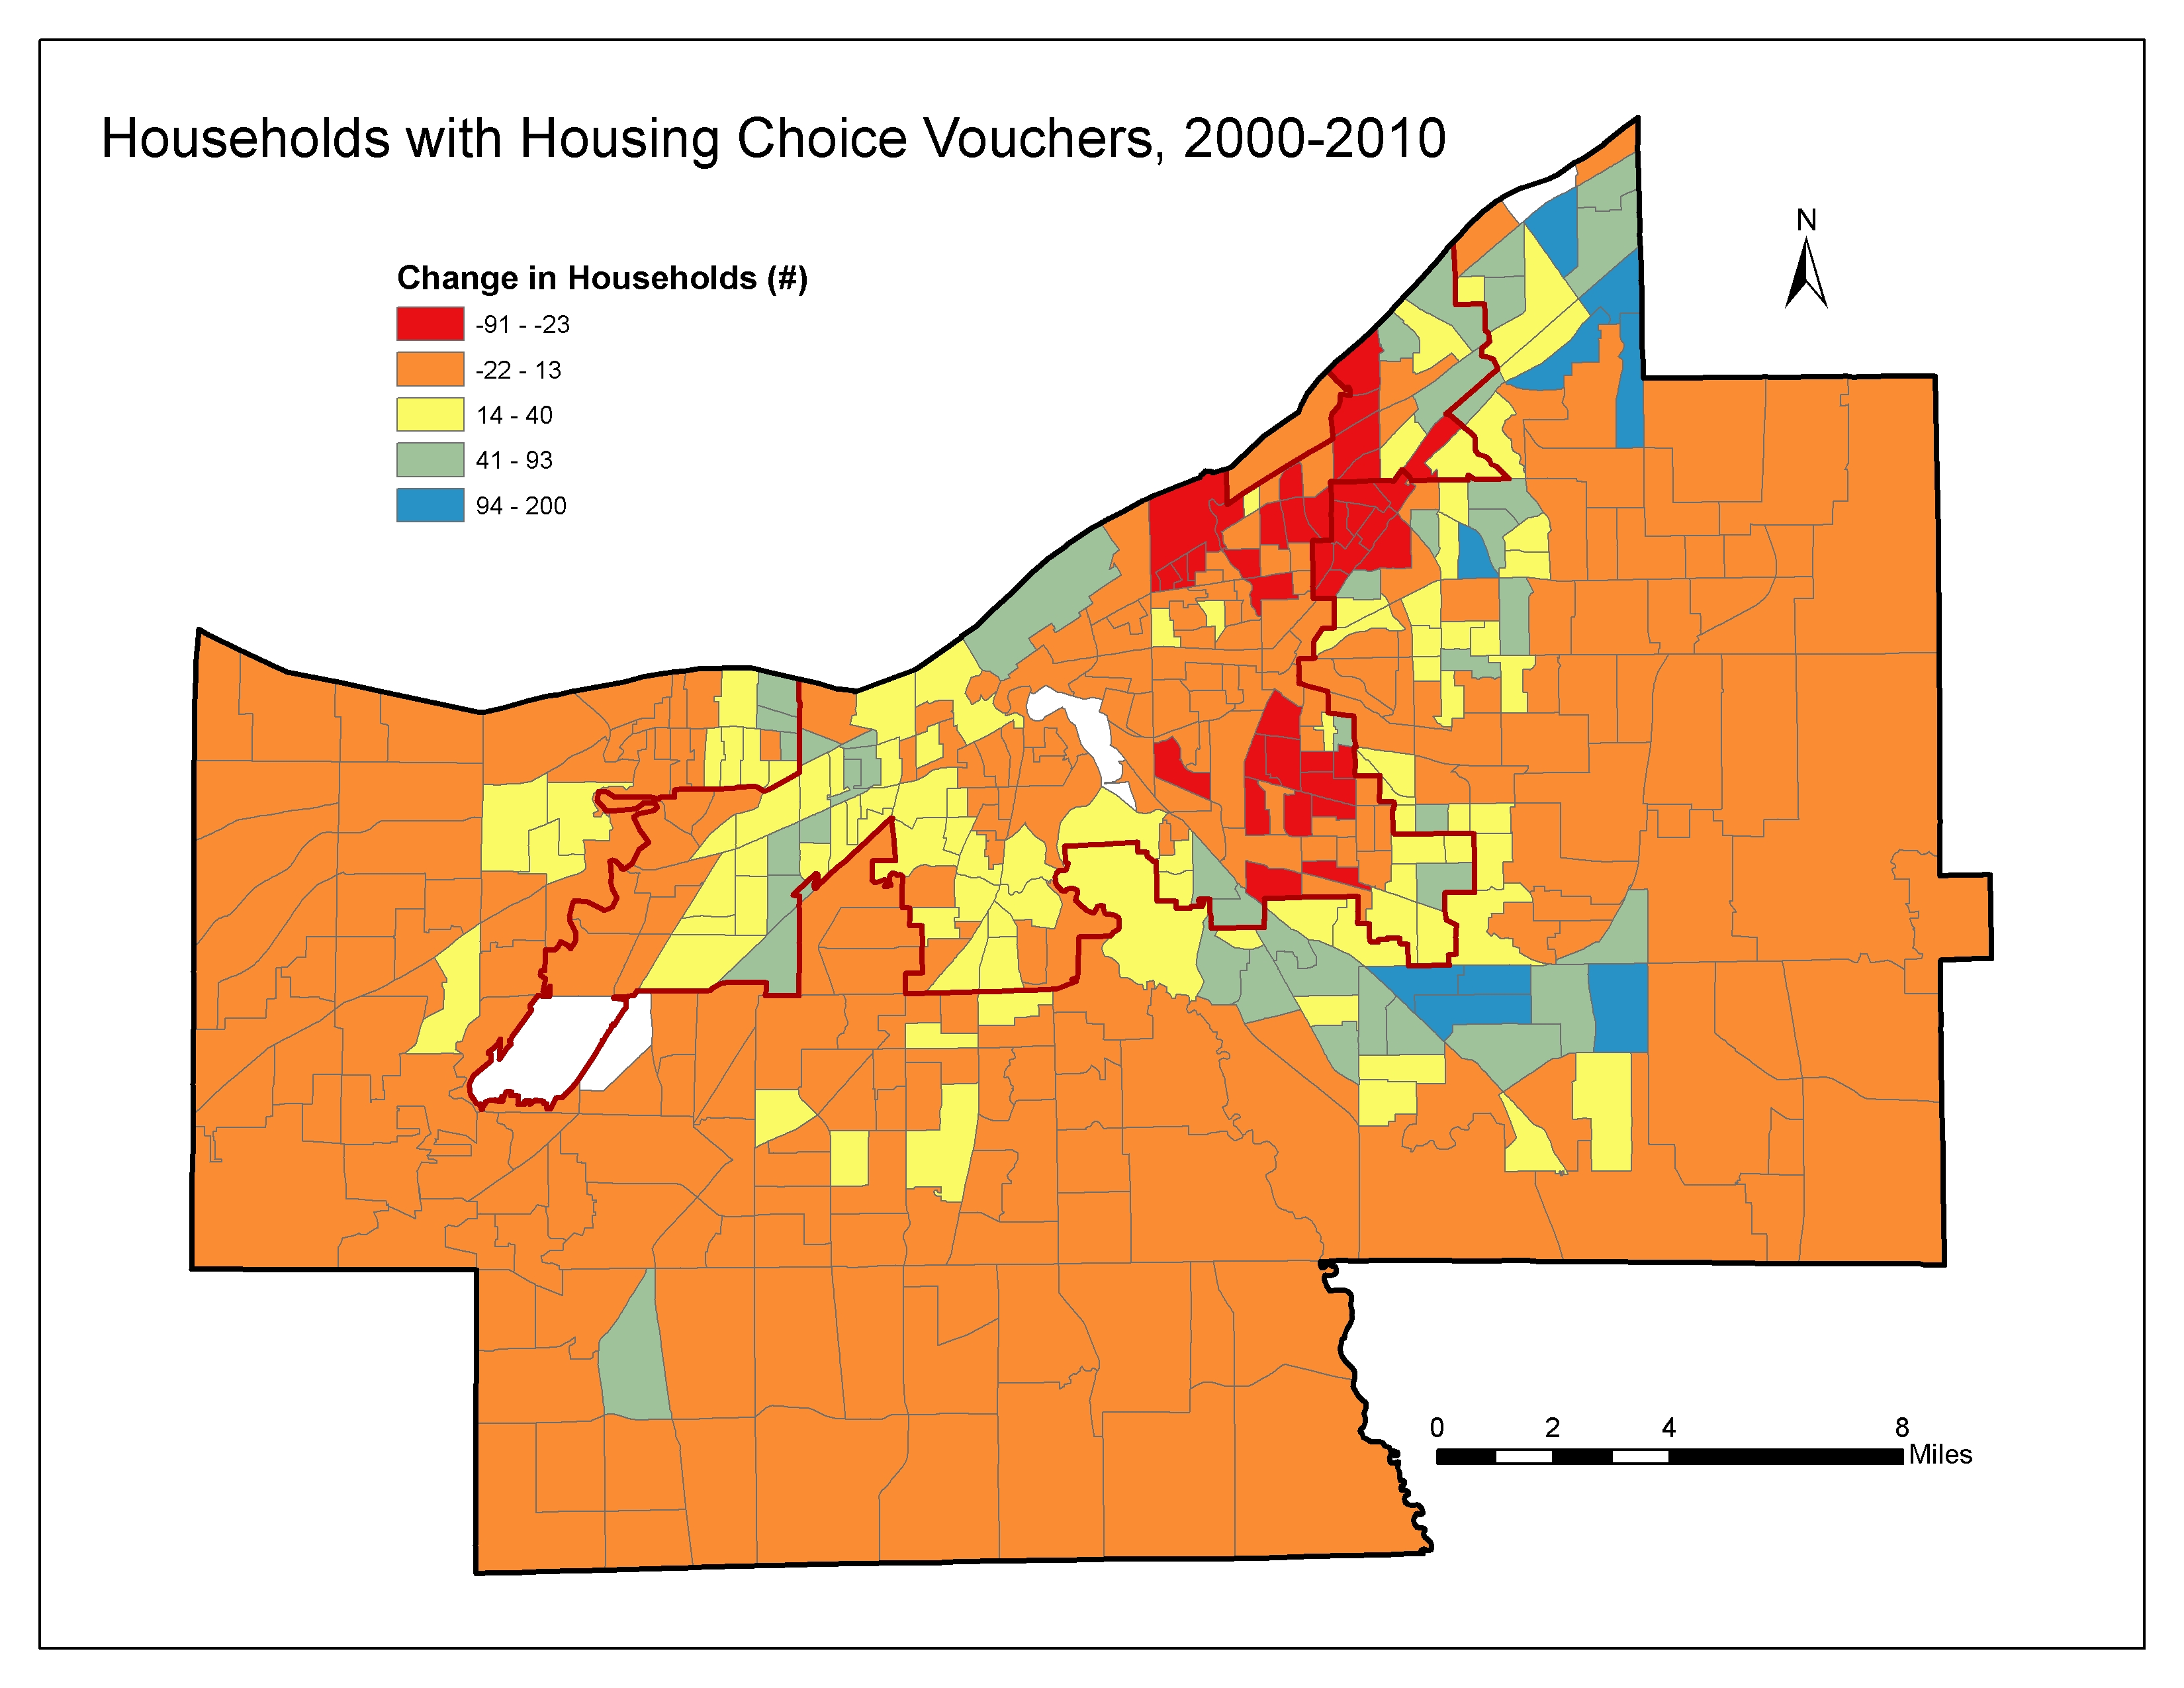 Households with Housing Choice Vouchers, 2000-2010
N
Change in Households (#)
-91 - -23
-22 - 13
14 - 40
41 - 93
94 - 200
0 2 4 8
Miles